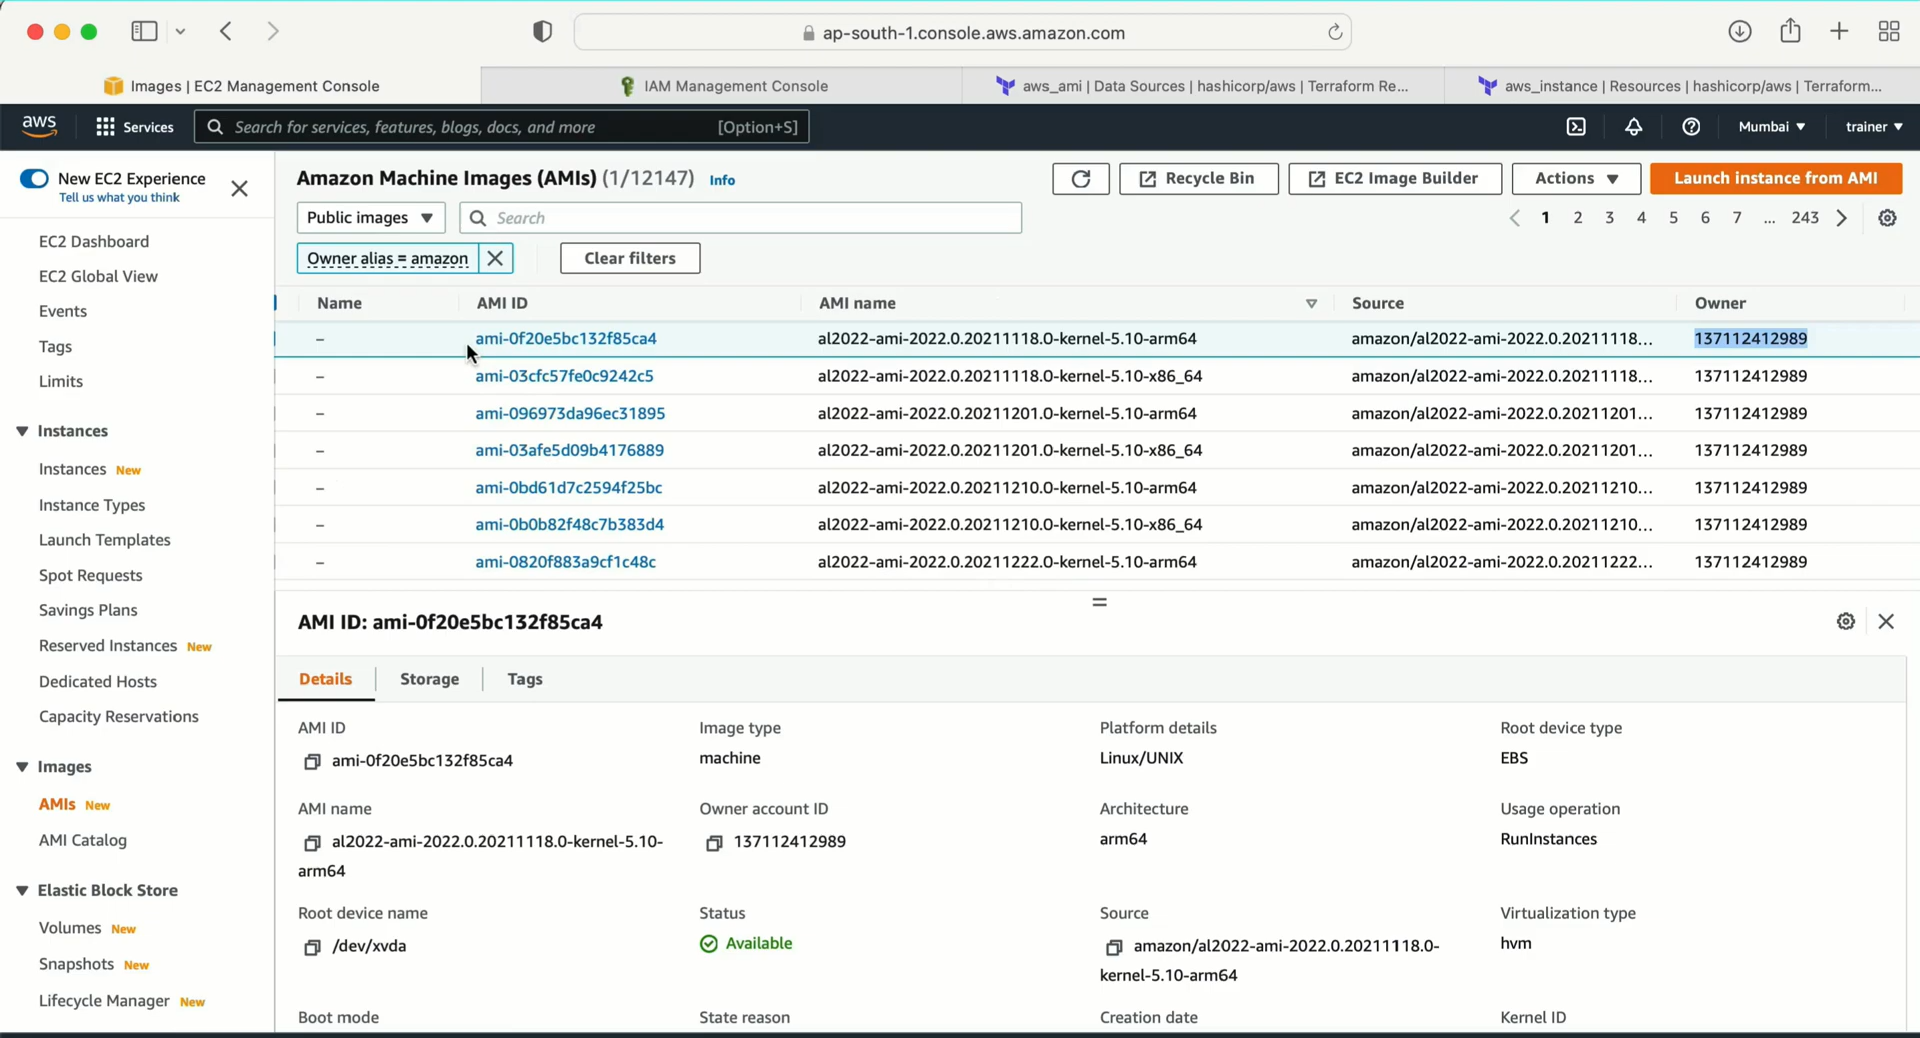 ap-south-1.console.aws.amazon.com
Images | EC2 Management Console
IAM Management Console
aws_ami | Data Sources | hashicorp/aws | Terraform Re...
aws_instance | Resources | hashicorp/aws | Terraform...
aws
Services
Search for services, features, blogs, docs, and more
[Option+S]
Mumbai
trainer
New EC2 Experience
Tell us what you think
EC2 Dashboard
EC2 Global View
Events
Tags
Limits
Instances
Instances New
Instance Types
Launch Templates
Spot Requests
Savings Plans
Reserved Instances New
Dedicated Hosts
Capacity Reservations
Images
AMIs New
AMI Catalog
Elastic Block Store
Volumes New
Snapshots New
Lifecycle Manager New
Amazon Machine Images (AMIs) (1/12147) Info
Recycle Bin
EC2 Image Builder
Actions
Launch instance from AMI
Public images
Search
1 2 3 4 5 6 7 ... 243
Owner alias = amazon
Clear filters
Name AMI ID AMI name Source Owner
– ami-0f20e5bc132f85ca4 al2022-ami-2022.0.20211118.0-kernel-5.10-arm64 amazon/al2022-ami-2022.0.20211118... 137112412989
– ami-03cfc57fe0c9242c5 al2022-ami-2022.0.20211118.0-kernel-5.10-x86_64 amazon/al2022-ami-2022.0.20211118... 137112412989
– ami-096973da96ec31895 al2022-ami-2022.0.20211201.0-kernel-5.10-arm64 amazon/al2022-ami-2022.0.20211201... 137112412989
– ami-03afe5d09b4176889 al2022-ami-2022.0.20211201.0-kernel-5.10-x86_64 amazon/al2022-ami-2022.0.20211201... 137112412989
– ami-0bd61d7c2594f25bc al2022-ami-2022.0.20211210.0-kernel-5.10-arm64 amazon/al2022-ami-2022.0.20211210... 137112412989
– ami-0b0b82f48c7b383d4 al2022-ami-2022.0.20211210.0-kernel-5.10-x86_64 amazon/al2022-ami-2022.0.20211210... 137112412989
– ami-0820f883a9cf1c48c al2022-ami-2022.0.20211222.0-kernel-5.10-arm64 amazon/al2022-ami-2022.0.20211222... 137112412989
AMI ID: ami-0f20e5bc132f85ca4
Details Storage Tags
AMI ID Image type Platform details Root device type
ami-0f20e5bc132f85ca4 machine Linux/UNIX EBS
AMI name Owner account ID Architecture Usage operation
al2022-ami-2022.0.20211118.0-kernel-5.10- 137112412989 arm64 RunInstances
arm64
Root device name Status Source Virtualization type
/dev/xvda Available amazon/al2022-ami-2022.0.20211118.0- hvm
kernel-5.10-arm64
Boot mode State reason Creation date Kernel ID